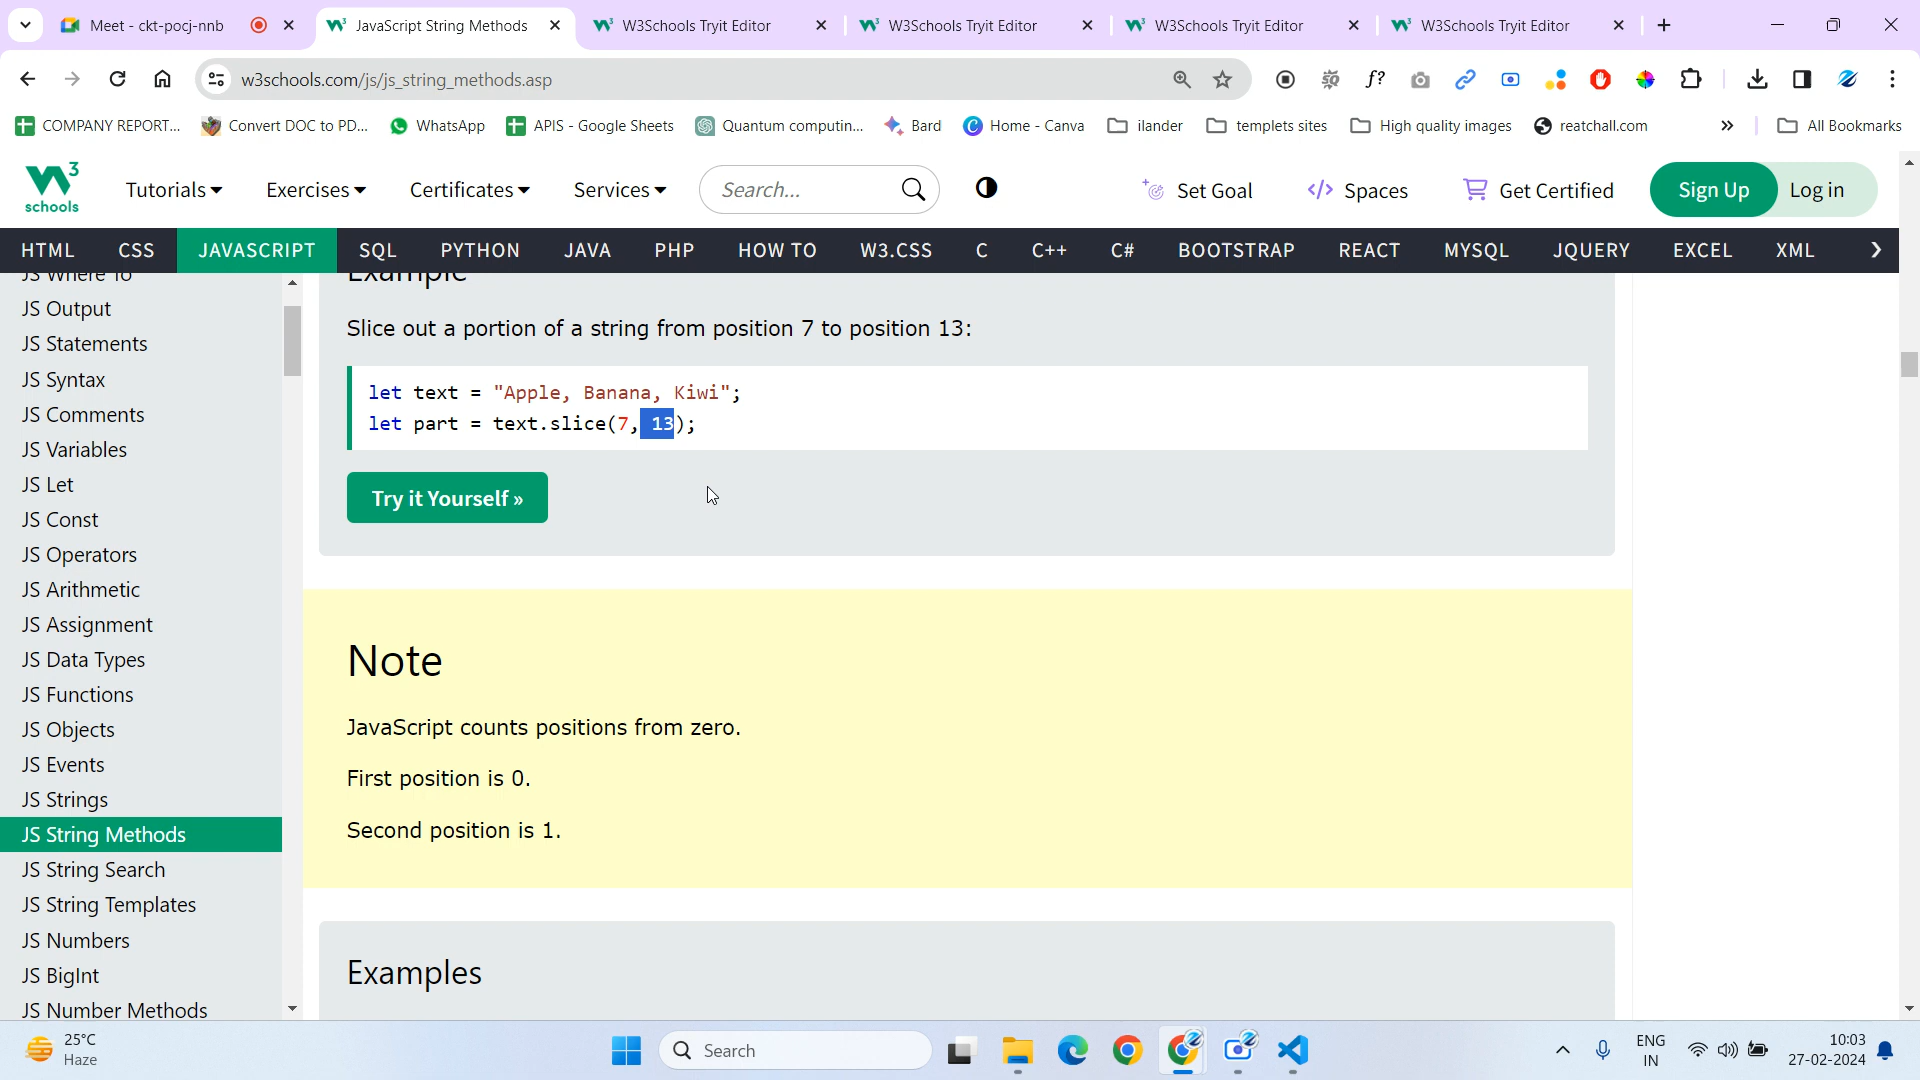 Meet - ckt-pocj-nnb
JavaScript String Methods
W3Schools Tryit Editor
W3Schools Tryit Editor
W3Schools Tryit Editor
W3Schools Tryit Editor
w3schools.com/js/js_string_methods.asp
f?
COMPANY REPORT...
Convert DOC to PD...
WhatsApp
APIS - Google Sheets
Quantum computin...
Bard
Home - Canva
ilander
templets sites
High quality images
reatchall.com
All Bookmarks
W3 schools
Tutorials
Exercises
Certificates
Services
Search...
Set Goal
Spaces
Get Certified
Sign Up
Log in
HTML
CSS
JAVASCRIPT
SQL
PYTHON
JAVA
PHP
HOW TO
W3.CSS
C
C++
C#
BOOTSTRAP
REACT
MYSQL
JQUERY
EXCEL
XML
JS Where To
JS Output
JS Statements
JS Syntax
JS Comments
JS Variables
JS Let
JS Const
JS Operators
JS Arithmetic
JS Assignment
JS Data Types
JS Functions
JS Objects
JS Events
JS Strings
JS String Methods
JS String Search
JS String Templates
JS Numbers
JS BigInt
JS Number Methods
Example
Slice out a portion of a string from position 7 to position 13:
let text = "Apple, Banana, Kiwi";
let part = text.slice(7, 13);
Try it Yourself »
Note
JavaScript counts positions from zero.
First position is 0.
Second position is 1.
Examples
25°C
Haze
Search
ENG
IN
10:03
27-02-2024